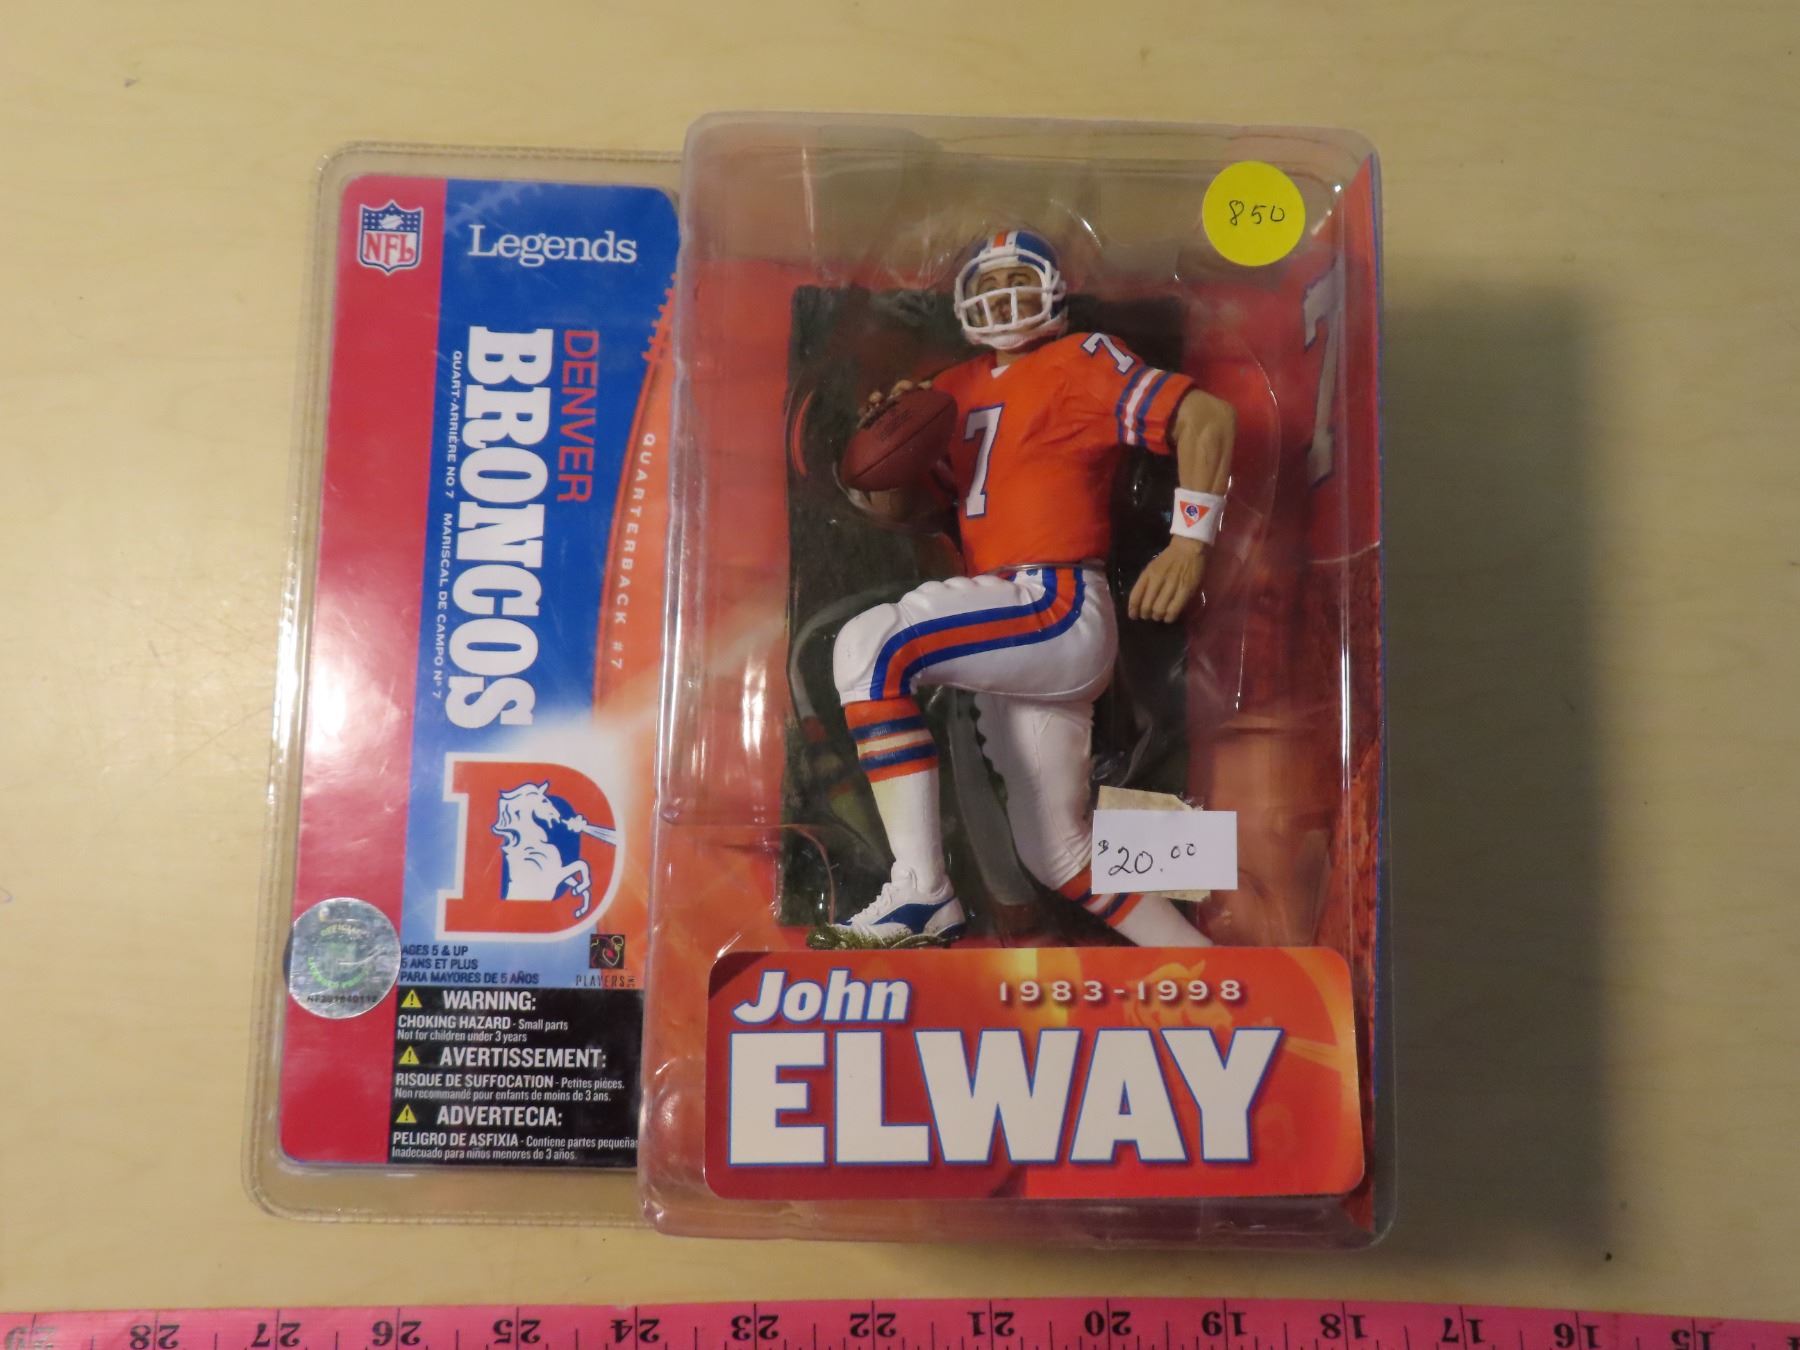 NFL
Legends
DENVER
BRONCOS
QUART-ARRIÈRE NO 7 MARISCAL DE CAMPO Nº 7
QUARTERBACK #7
850
7
7
7
$20.00
AGES 5 & UP
5 ANS ET PLUS
PARA MAYORES DE 5 AÑOS
PLAYERS INC
WARNING:
CHOKING HAZARD - Small parts
Not for children under 3 years
AVERTISSEMENT:
RISQUE DE SUFFOCATION - Petites pièces.
Non recommandé pour enfants de moins de 3 ans.
ADVERTECIA:
PELIGRO DE ASFIXIA - Contiene partes pequeñas
Inadecuado para niños menores de 3 años.
John 1983-1998
ELWAY
28 27 26 25 24 23 22 21 20 19 18 17 16 15